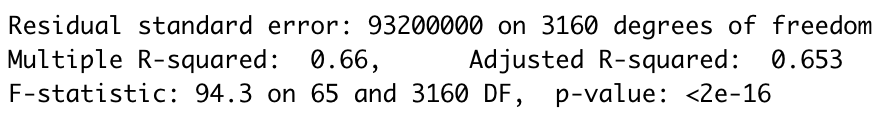 Residual standard error: 93200000 on 3160 degrees of freedom
Multiple R-squared:  0.66,      Adjusted R-squared:  0.653
F-statistic: 94.3 on 65 and 3160 DF,  p-value: <2e-16